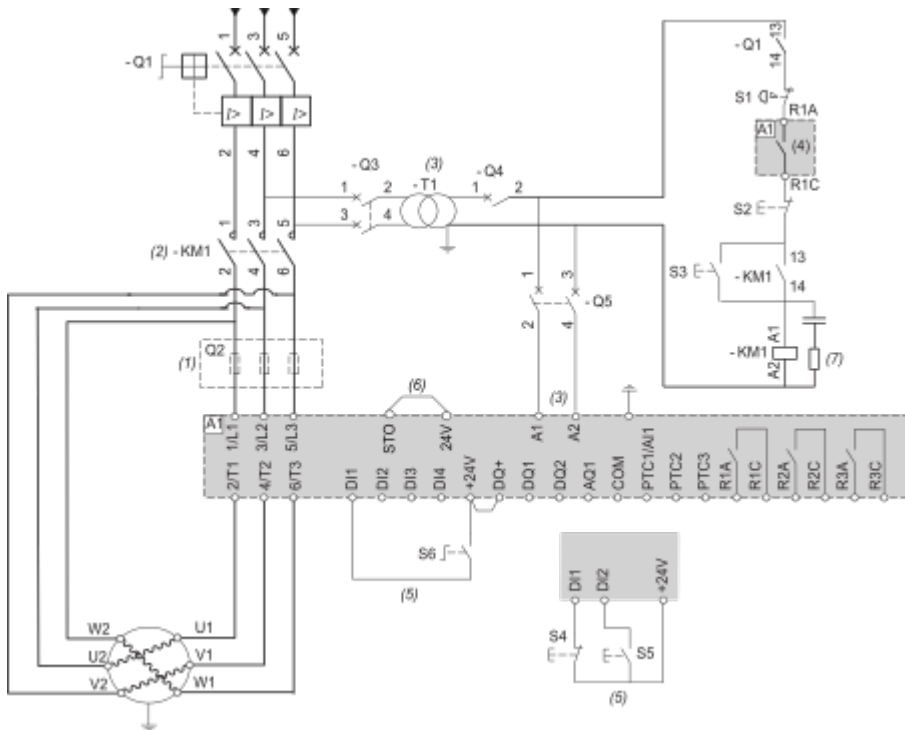 1 3 5
-Q1
I> I> I>
2 4 6
-Q3 (3) -Q4
1 2 -T1 1 2
3 4
1 3 5
(2) -KM1
2 4 6
1 3
-Q5
2 4
(1) Q2
13
-Q1
14
S1
R1A
A1 (4)
R1C
S2
S3
13
-KM1
14
A1
-KM1 (7)
A2
(6) (3)
A1 1/L1 3/L2 5/L3 STO 24V A1 A2
2/T1 4/T2 6/T3 DI1 DI2 DI3 DI4 +24V DQ+ DQ1 DQ2 AQ1 COM PTC1/AI1 PTC2 PTC3 R1A R1C R2A R2C R3A R3C
S6
(5)
DI1 DI2 +24V
S4 S5
(5)
W2 U1
U2 V1
V2 W1